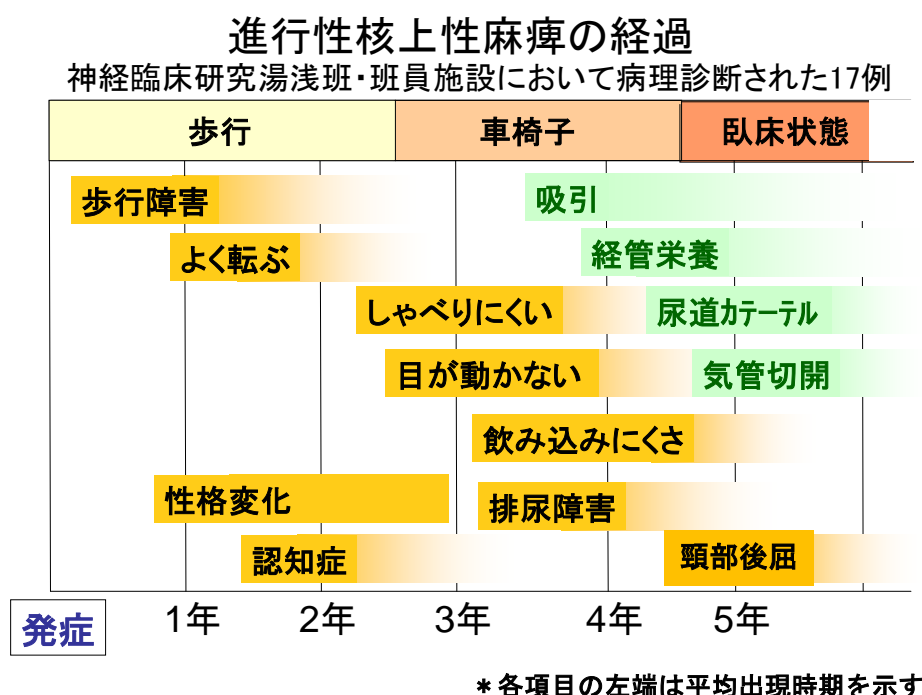 進行性核上性麻痺の経過
神経臨床研究湯浅班・班員施設において病理診断された17例
歩行 車椅子 臥床状態
歩行障害 吸引
よく転ぶ 経管栄養
しゃべりにくい 尿道ｶﾃｰﾃﾙ
目が動かない 気管切開
飲み込みにくさ
性格変化 排尿障害
認知症 頸部後屈
発症 1年 2年 3年 4年 5年
＊各項目の左端は平均出現時期を示す